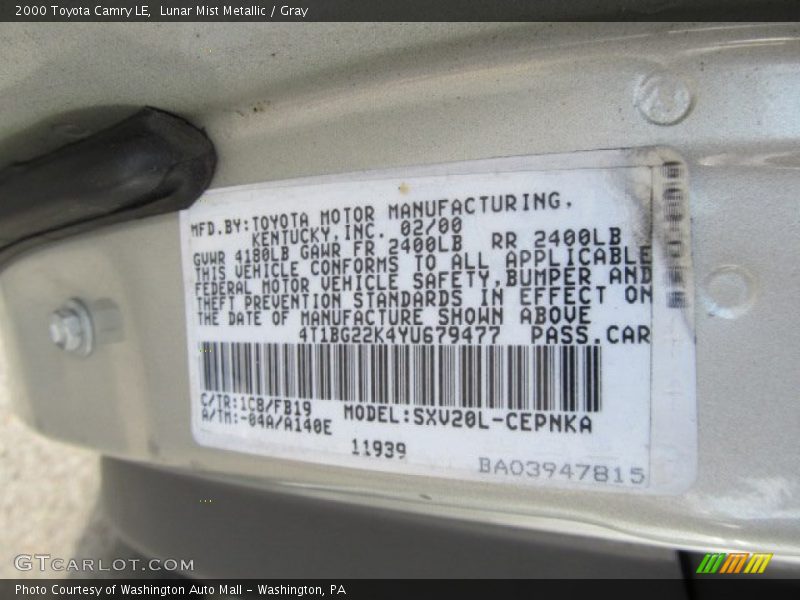 2000 Toyota Camry LE,  Lunar Mist Metallic / Gray
MFD.BY:TOYOTA MOTOR MANUFACTURING,
KENTUCKY,INC. 02/00
GVWR 4180LB GAWR FR 2400LB  RR 2400LB
THIS VEHICLE CONFORMS TO ALL APPLICABLE
FEDERAL MOTOR VEHICLE SAFETY,BUMPER AND
THEFT PREVENTION STANDARDS IN EFFECT ON
THE DATE OF MANUFACTURE SHOWN ABOVE
4T1BG22K4YU679477  PASS.CAR
C/TR:1C8/FB19
A/TM:-04A/A140E
MODEL:SXV20L-CEPNKA
11939
BA03947815
GTCARLOT.COM
Photo Courtesy of Washington Auto Mall - Washington, PA